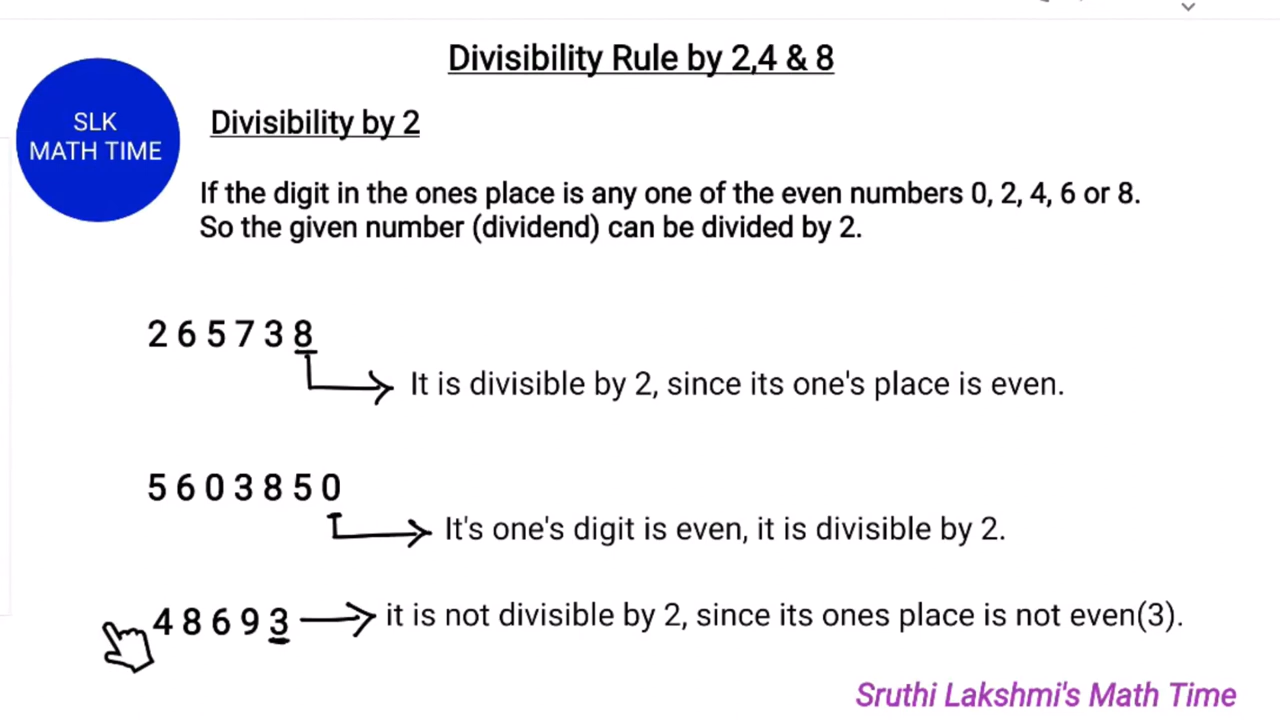 Divisibility Rule by 2,4 & 8
SLK
MATH TIME
Divisibility by 2
If the digit in the ones place is any one of the even numbers 0, 2, 4, 6 or 8.
So the given number (dividend) can be divided by 2.
2 6 5 7 3 8
It is divisible by 2, since its one's place is even.
5 6 0 3 8 5 0
It's one's digit is even, it is divisible by 2.
4 8 6 9 3
it is not divisible by 2, since its ones place is not even(3).
Sruthi Lakshmi's Math Time